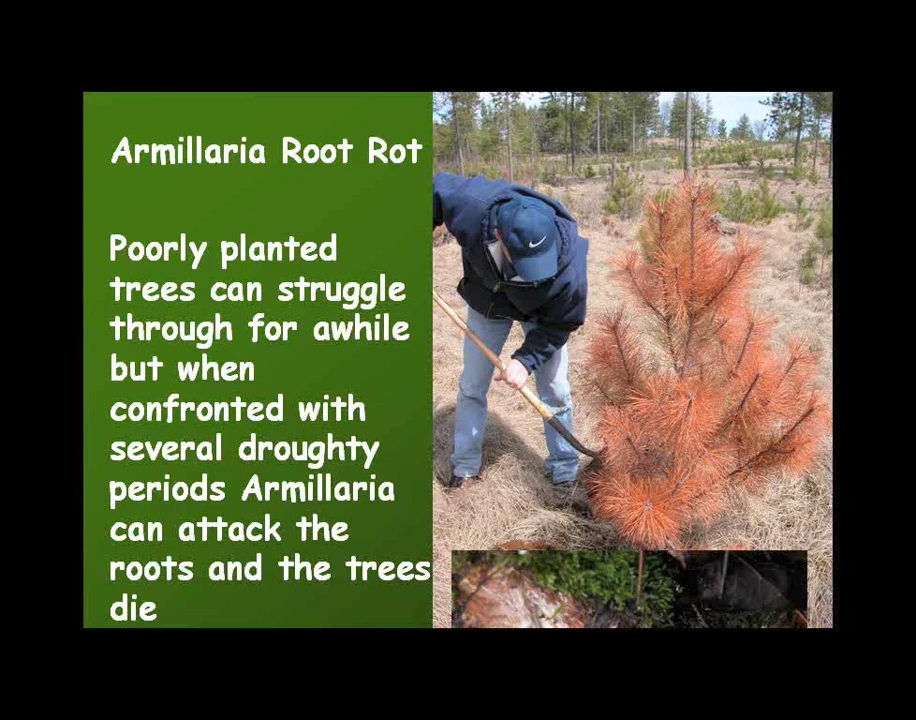 Armillaria Root Rot
Poorly planted
trees can struggle
through for awhile
but when
confronted with
several droughty
periods Armillaria
can attack the
roots and the trees
die